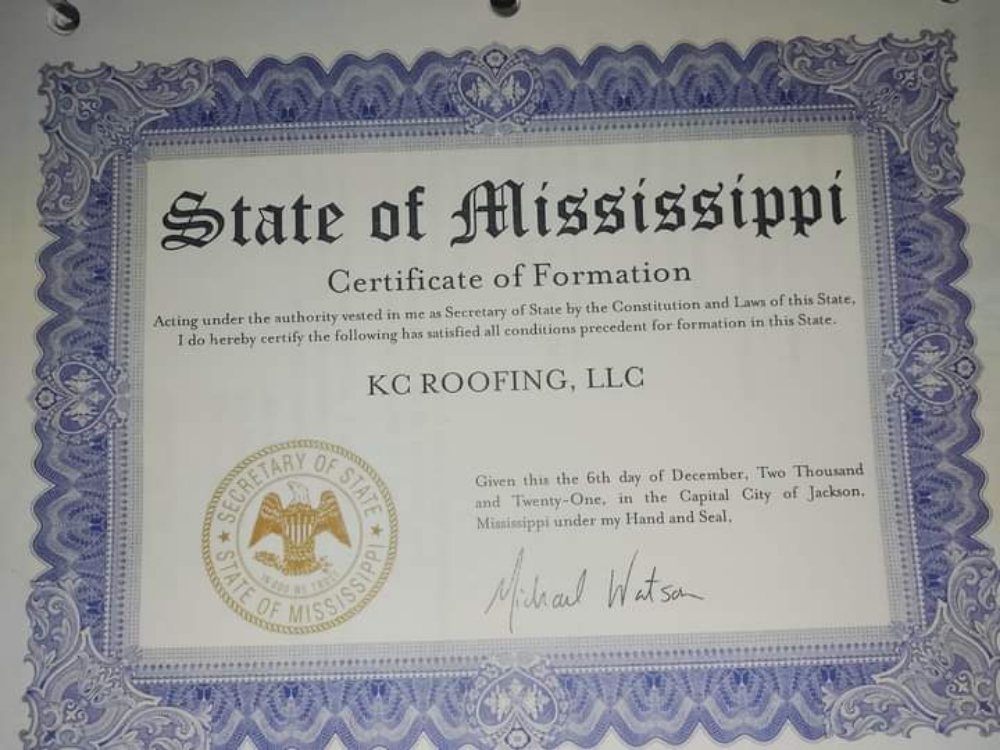 State of Mississippi
Certificate of Formation
Acting under the authority vested in me as Secretary of State by the Constitution and Laws of this State,
I do hereby certify the following has satisfied all conditions precedent for formation in this State.
KC ROOFING, LLC
Given this the 6th day of December, Two Thousand
and Twenty-One, in the Capital City of Jackson,
Mississippi under my Hand and Seal,
Michael Watson
SECRETARY OF STATE
IN GOD WE TRUST
STATE OF MISSISSIPPI